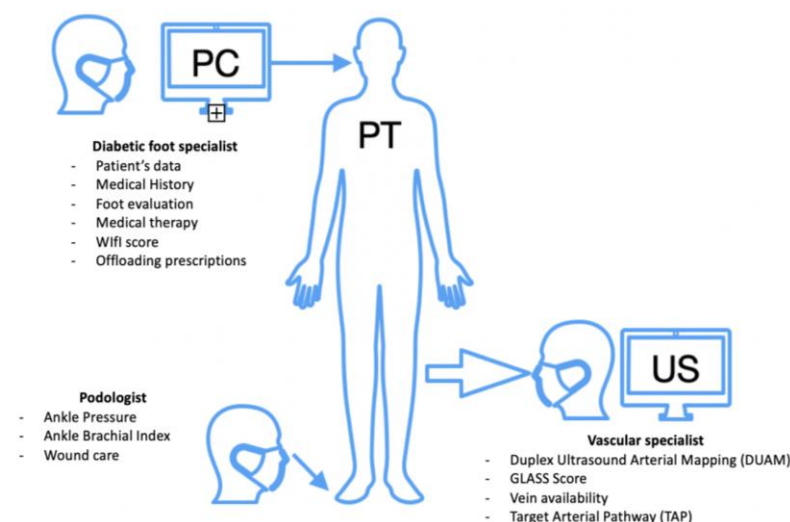 PC
PT
Diabetic foot specialist
- Patient's data
- Medical History
- Foot evaluation
- Medical therapy
- WIfI score
- Offloading prescriptions
US
Podologist
- Ankle Pressure
- Ankle Brachial Index
- Wound care
Vascular specialist
- Duplex Ultrasound Arterial Mapping (DUAM)
- GLASS Score
- Vein availability
- Target Arterial Pathway (TAP)